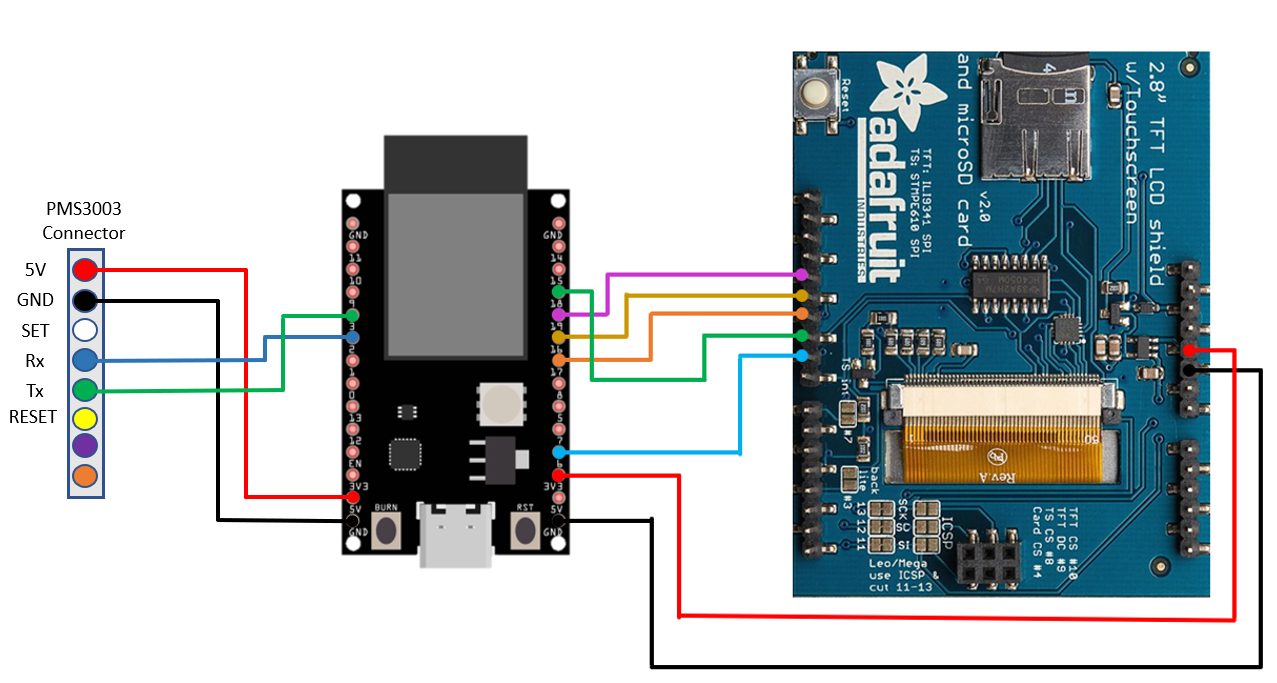 PMS3003
Connector
5V
GND
SET
Rx
Tx
RESET
GND
11
10
9
3
2
1
0
13
12
EN
3V3
5V
GND
BURN
GND
14
15
18
19
16
17
8
5
7
6
3V3
5V
GND
RST
Reset
adafruit
INDUSTRIES
TFT: ILI9341 SPI
TS: STMPE610 SPI
and microSD card
v2.0
w/Touchscreen
2.8" TFT LCD shield
TS int
#7
back
lite
#3
1
50
Rev.A
13
12
11
SCK
SO
SI
ICSP
Leo/Mega
use ICSP &
cut 11-13
TFT CS #10
TFT DC #9
TS CS #8
Card CS #4